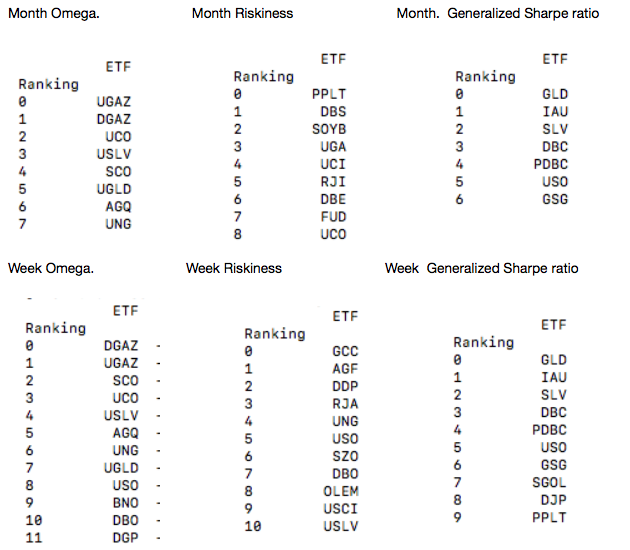 Month Omega.
ETF
Ranking
0 UGAZ
1 DGAZ
2 UCO
3 USLV
4 SCO
5 UGLD
6 AGQ
7 UNG
Month Riskiness
ETF
Ranking
0 PPLT
1 DBS
2 SOYB
3 UGA
4 UCI
5 RJI
6 DBE
7 FUD
8 UCO
Month. Generalized Sharpe ratio
ETF
Ranking
0 GLD
1 IAU
2 SLV
3 DBC
4 PDBC
5 USO
6 GSG
Week Omega.
ETF
Ranking
0 DGAZ -
1 UGAZ -
2 SCO -
3 UCO -
4 USLV -
5 AGQ -
6 UNG -
7 UGLD -
8 USO -
9 BNO -
10 DBO -
11 DGP -
Week Riskiness
ETF
Ranking
0 GCC
1 AGF
2 DDP
3 RJA
4 UNG
5 USO
6 SZO
7 DBO
8 OLEM
9 USCI
10 USLV
Week Generalized Sharpe ratio
ETF
Ranking
0 GLD
1 IAU
2 SLV
3 DBC
4 PDBC
5 USO
6 GSG
7 SGOL
8 DJP
9 PPLT